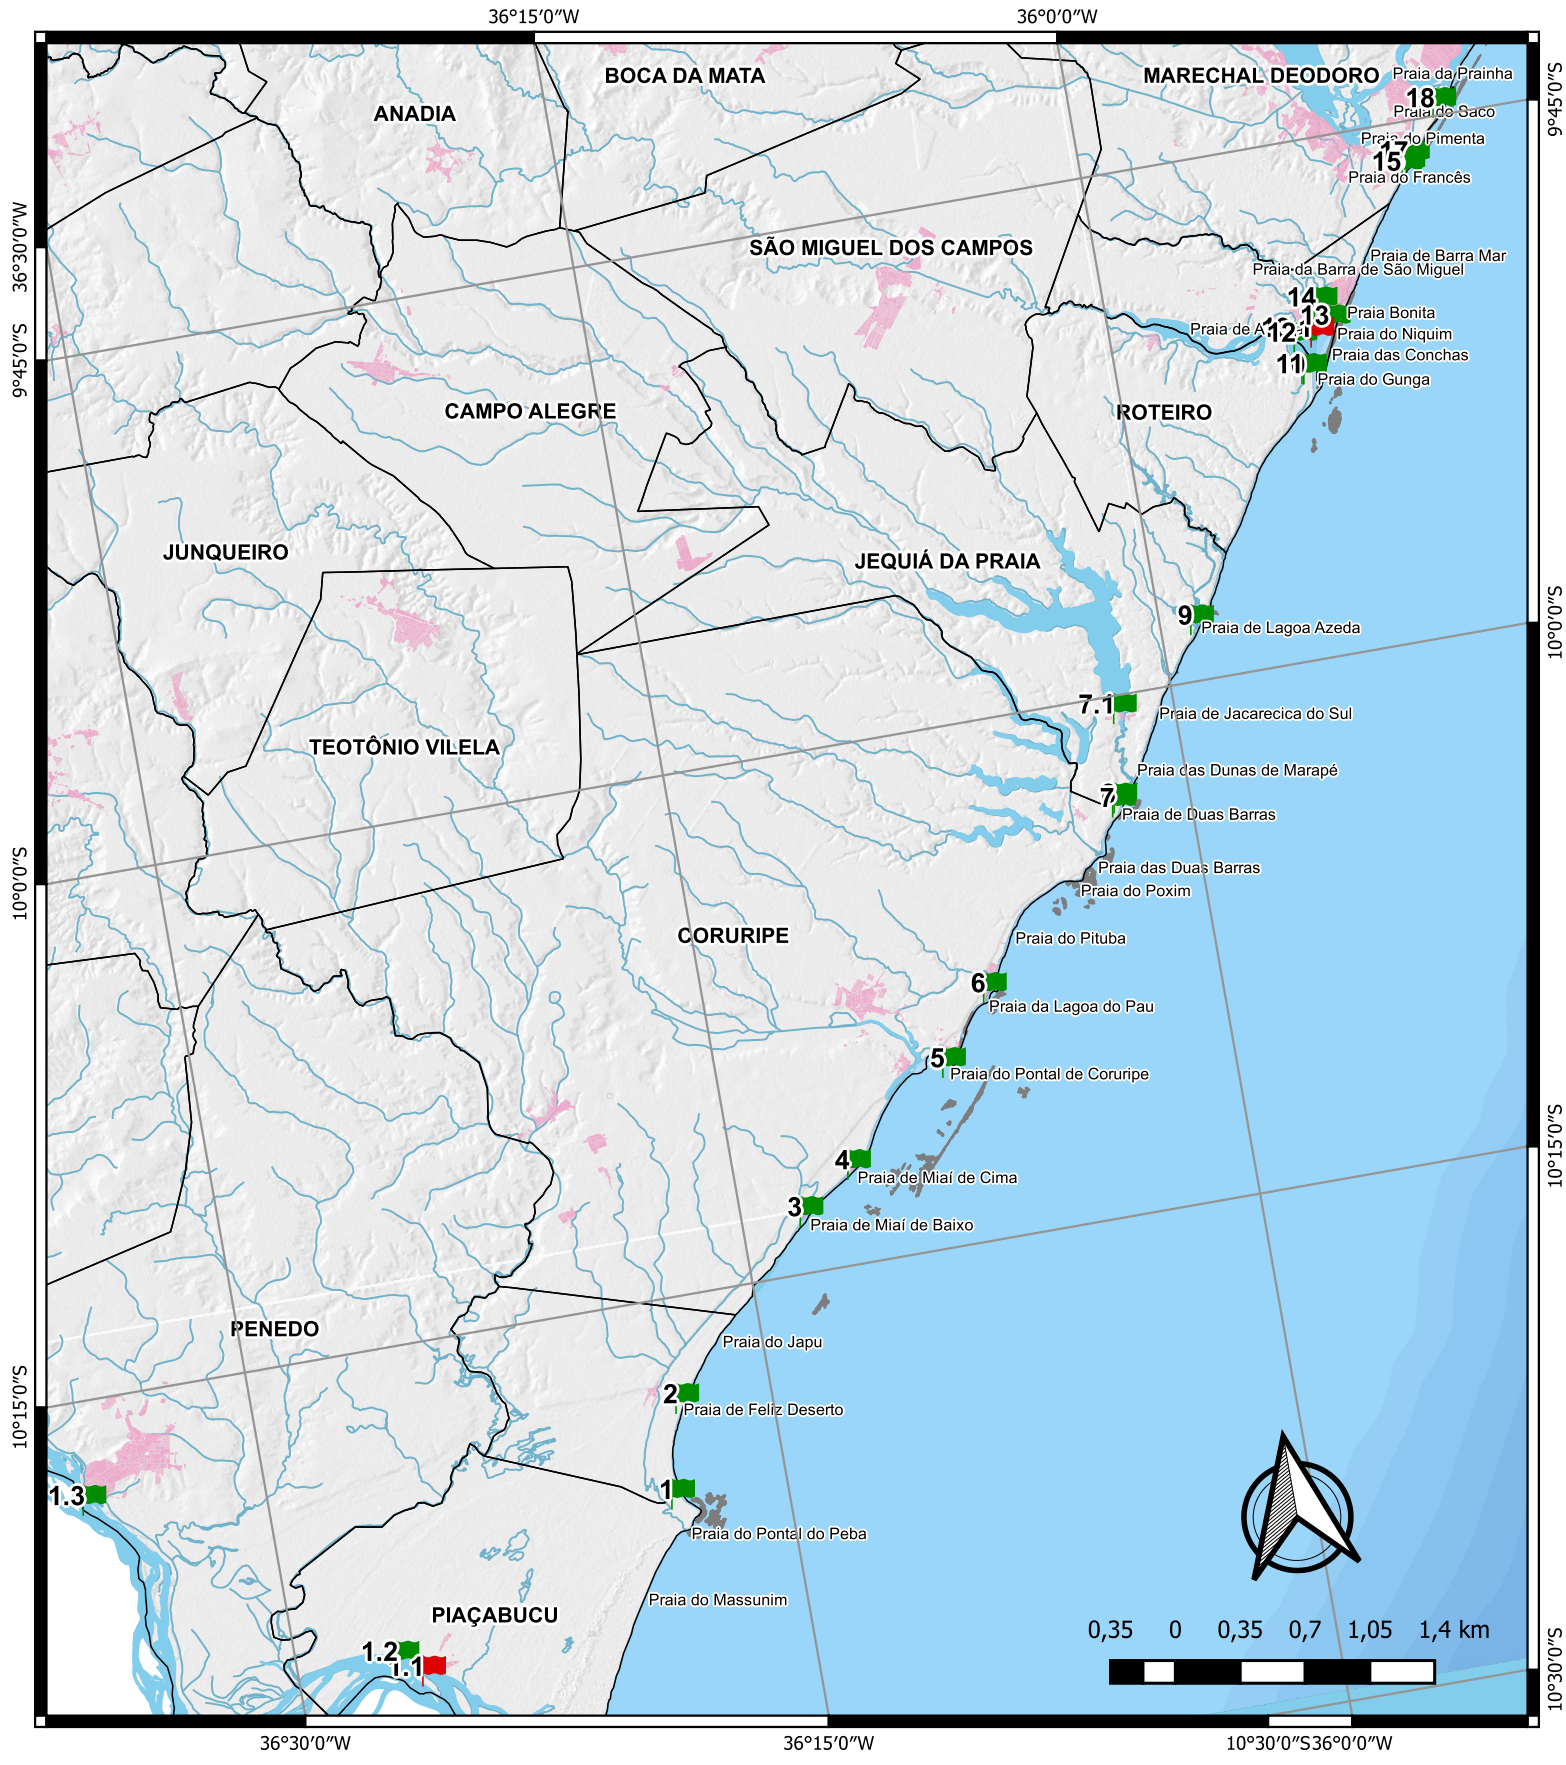 36°15'0"W
36°0'0"W
BOCA DA MATA
MARECHAL DEODORO
Praia da Prainha
ANADIA
18
Praia do Saco
9°45'0"S
Praia do Pimenta
17
15
Praia do Francês
36°30'0"W
SÃO MIGUEL DOS CAMPOS
Praia de Barra Mar
Praia da Barra de São Miguel
14
13
Praia Bonita
Praia de
12
Praia do Niquim
9°45'0"S
11
Praia das Conchas
Praia do Gunga
CAMPO ALEGRE
ROTEIRO
JUNQUEIRO
JEQUIÁ DA PRAIA
9
Praia de Lagoa Azeda
10°0'0"S
7.1
Praia de Jacarecica do Sul
TEOTÔNIO VILELA
Praia das Dunas de Marapé
7
Praia de Duas Barras
Praia das Duas Barras
10°0'0"S
Praia do Poxim
CORURIPE
Praia do Pituba
6
Praia da Lagoa do Pau
5
Praia do Pontal de Coruripe
10°15'0"S
4
Praia de Miaí de Cima
3
Praia de Miaí de Baixo
PENEDO
Praia do Japu
2
Praia de Feliz Deserto
10°15'0"S
1
1.3
Praia do Pontal do Peba
Praia do Massunim
PIAÇABUCU
0,35 0 0,35 0,7 1,05 1,4 km
1.2
1.1
10°30'0"S
36°30'0"W
36°15'0"W
10°30'0"S36°0'0"W